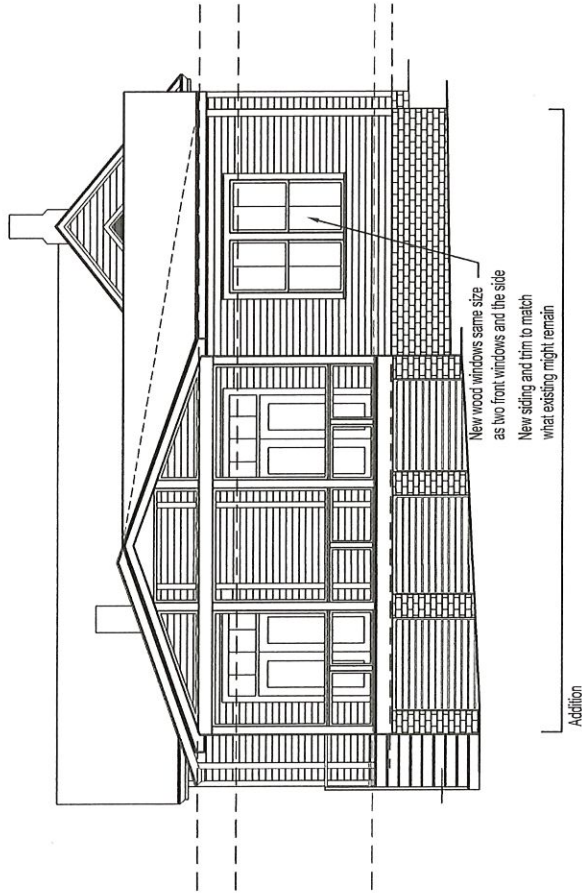 New wood windows same size
as two front windows and the side
New siding and trim to match
what existing might remain
Addition